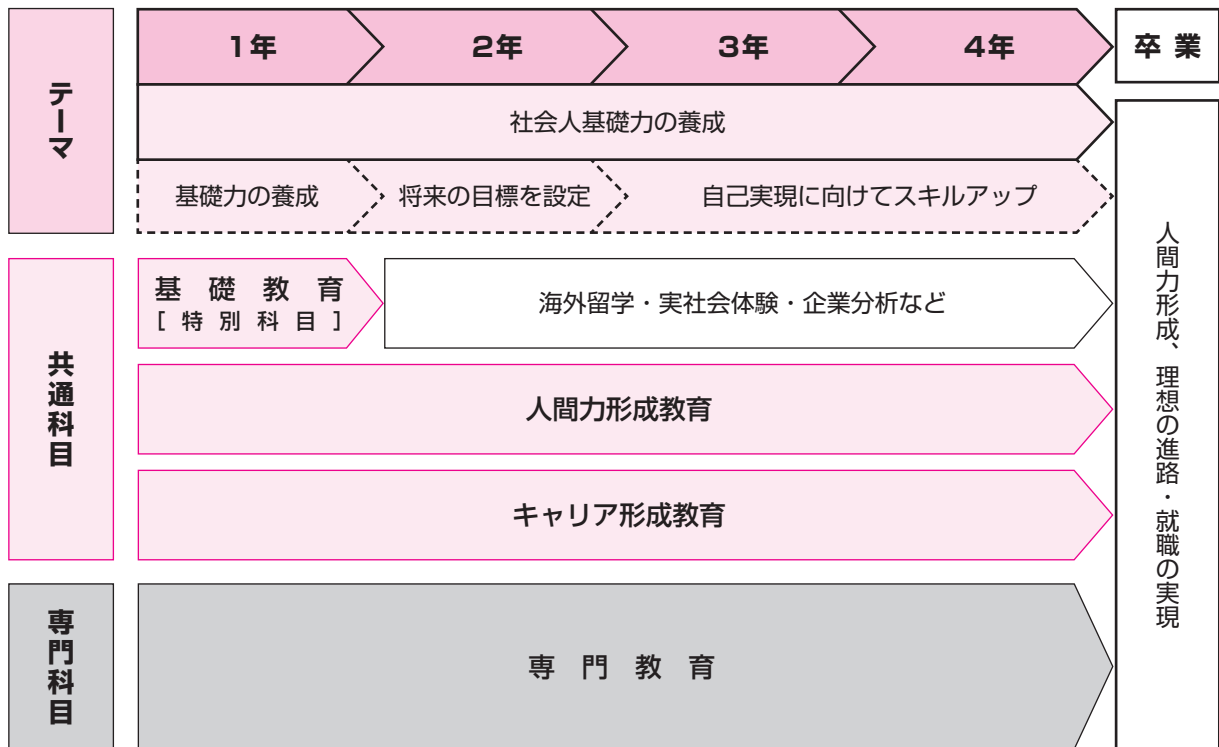 テーマ
1年
2年
3年
4年
卒業
社会人基礎力の養成
基礎力の養成
将来の目標を設定
自己実現に向けてスキルアップ
共通科目
基礎教育
[特別科目]
海外留学・実社会体験・企業分析など
人間力形成教育
キャリア形成教育
専門科目
専門教育
人間力形成、理想の進路・就職の実現